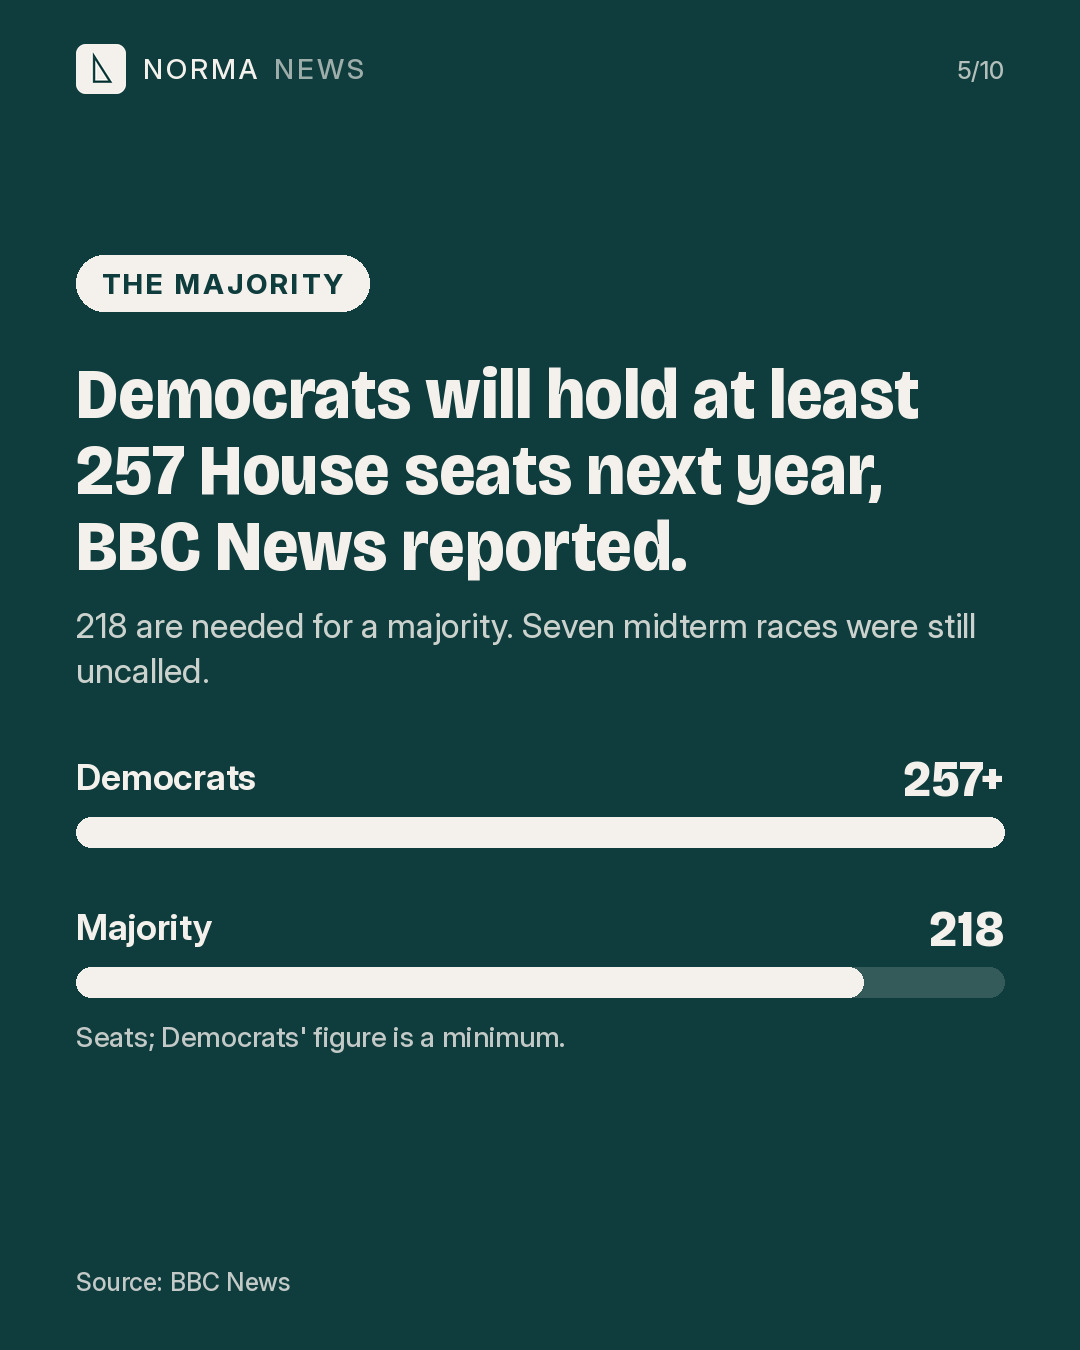 NORMA NEWS
5/10
THE MAJORITY
Democrats will hold at least
257 House seats next year,
BBC News reported.
218 are needed for a majority. Seven midterm races were still
uncalled.
Democrats
257+
Majority
218
Seats; Democrats' figure is a minimum.
Source: BBC News